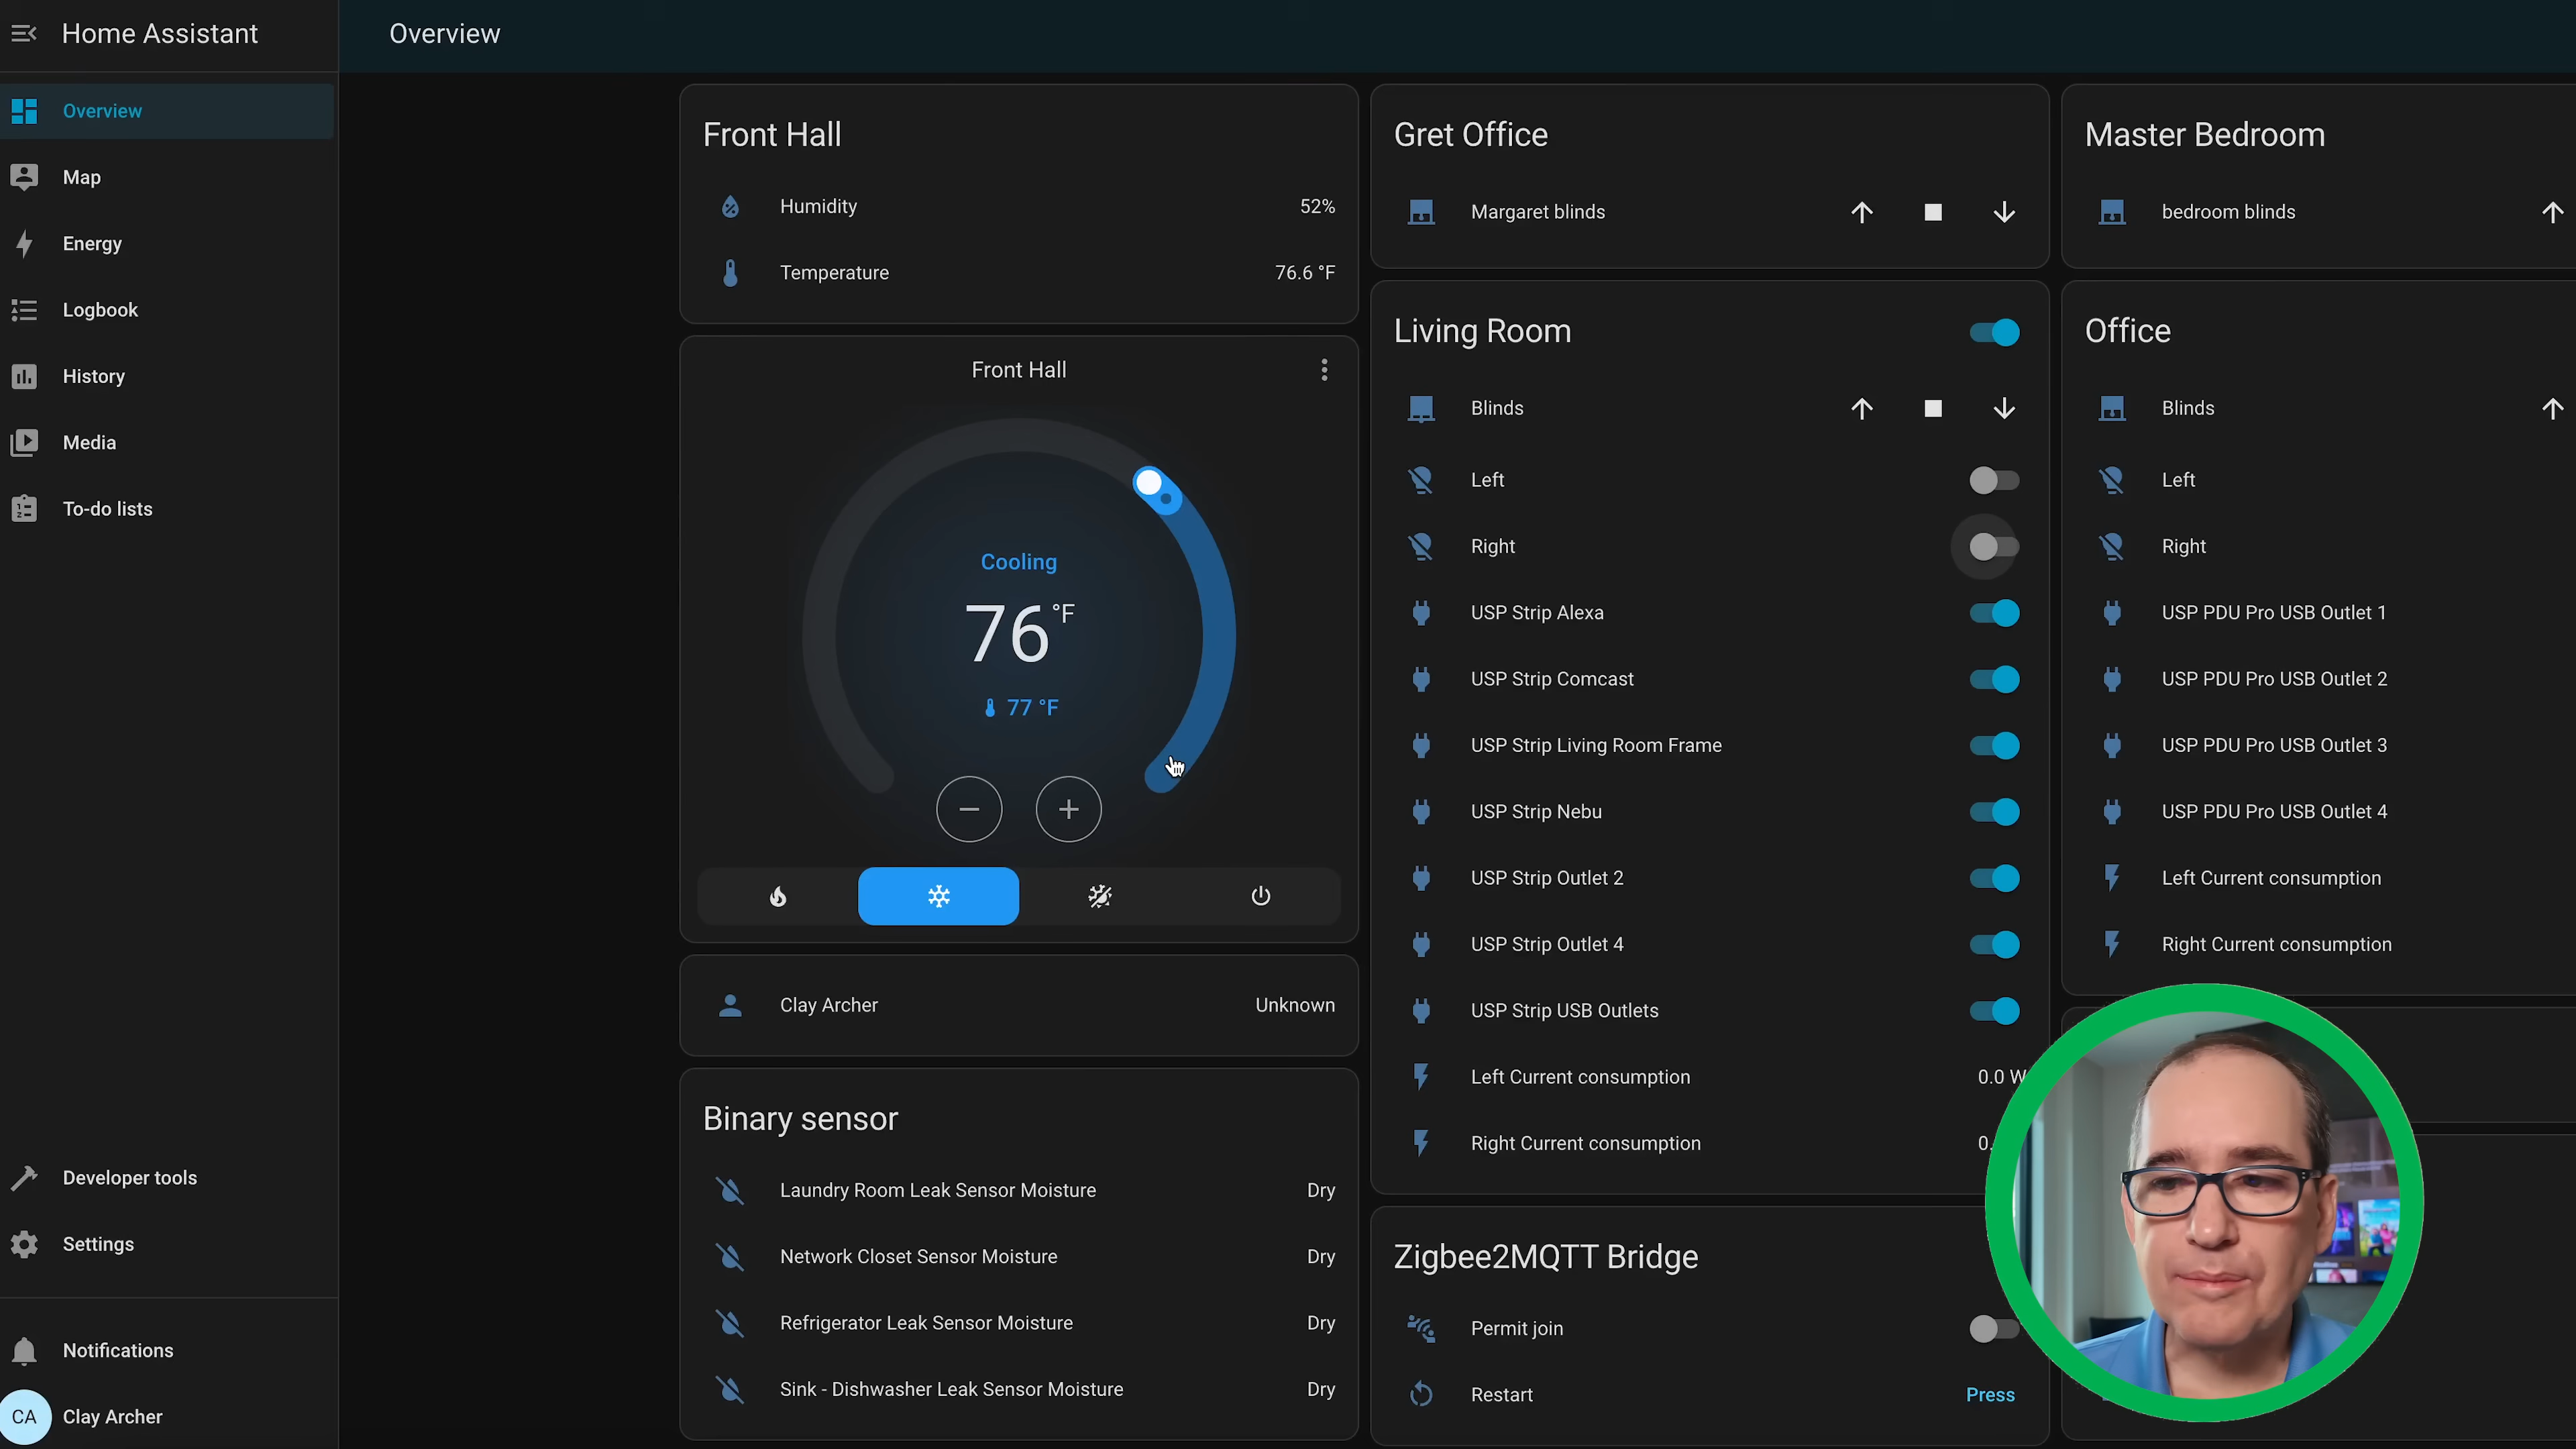 Home Assistant
Overview
Overview
Map
Energy
Logbook
History
Media
To-do lists
Developer tools
Settings
Notifications
CA
Clay Archer
Front Hall
Humidity 52%
Temperature 76.6 °F
Front Hall
Cooling
76 °F
77 °F
Clay Archer Unknown
Binary sensor
Laundry Room Leak Sensor Moisture Dry
Network Closet Sensor Moisture Dry
Refrigerator Leak Sensor Moisture Dry
Sink - Dishwasher Leak Sensor Moisture Dry
Gret Office
Margaret blinds
Living Room
Blinds
Left
Right
USP Strip Alexa
USP Strip Comcast
USP Strip Living Room Frame
USP Strip Nebu
USP Strip Outlet 2
USP Strip Outlet 4
USP Strip USB Outlets
Left Current consumption 0.0 W
Right Current consumption 0.
Zigbee2MQTT Bridge
Permit join
Restart Press
Master Bedroom
bedroom blinds
Office
Blinds
Left
Right
USP PDU Pro USB Outlet 1
USP PDU Pro USB Outlet 2
USP PDU Pro USB Outlet 3
USP PDU Pro USB Outlet 4
Left Current consumption
Right Current consumption